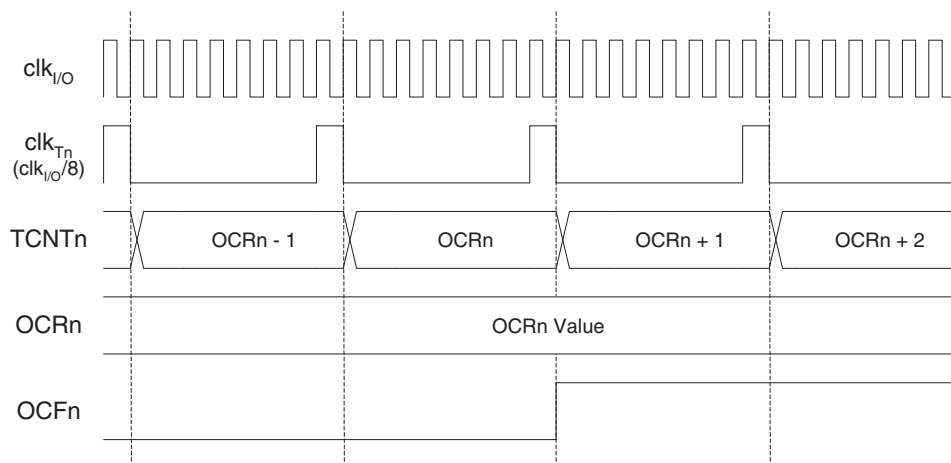 clkI/O
clkTn
(clkI/O/8)
TCNTn
OCRn - 1
OCRn
OCRn + 1
OCRn + 2
OCRn
OCRn Value
OCFn